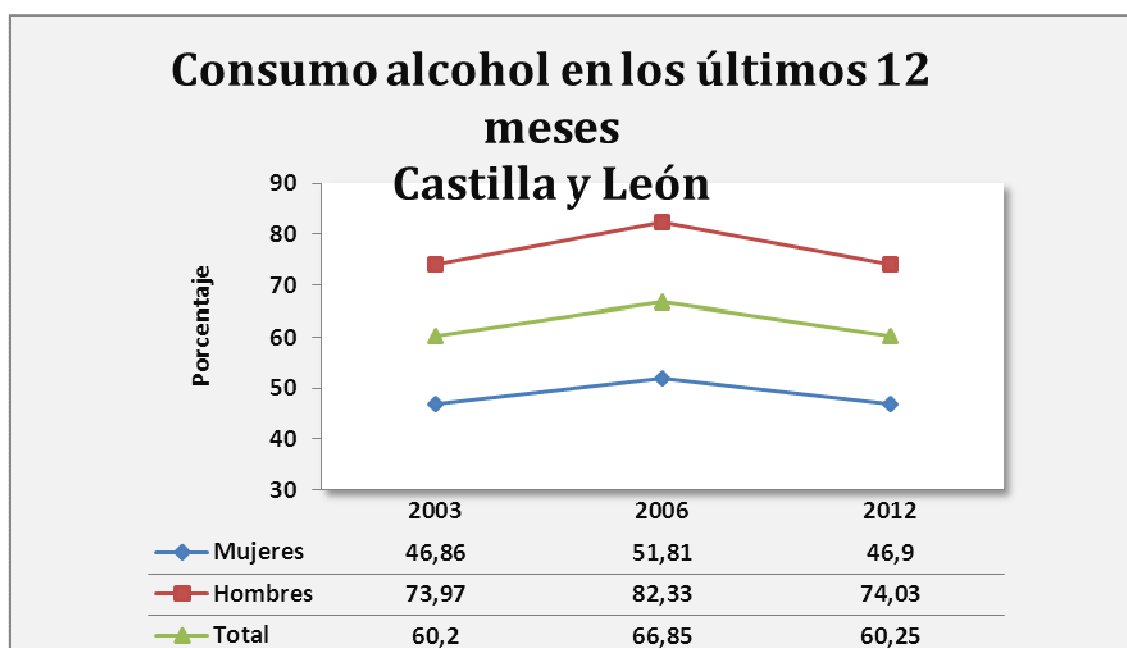 Consumo alcohol en los últimos 12
meses
Castilla y León
90
80
70
60
50
40
30
Porcentaje
2003 2006 2012
Mujeres 46,86 51,81 46,9
Hombres 73,97 82,33 74,03
Total 60,2 66,85 60,25